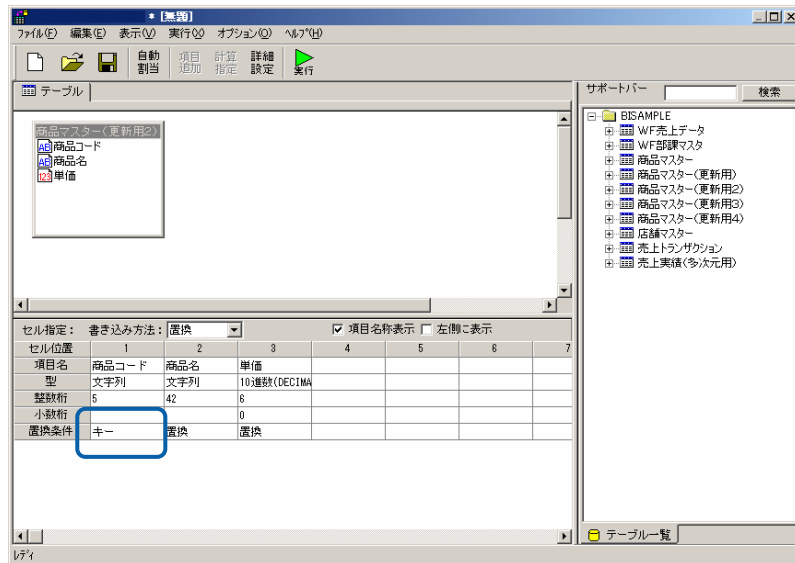 * [無題]
ファイル(F) 編集(E) 表示(V) 実行(X) オプション(O) ヘルプ(H)
自動割当 項目追加 計算指定 詳細設定 実行
テーブル
サポートバー 検索
商品マスター(更新用2)
AB商品コード
AB商品名
123単価
BISAMPLE
WF売上データ
WF部課マスタ
商品マスター
商品マスター(更新用)
商品マスター(更新用2)
商品マスター(更新用3)
商品マスター(更新用4)
店舗マスター
売上トランザクション
売上実績(多次元用)
セル指定: 書き込み方法: 置換 項目名称表示 左側に表示
セル位置 1 2 3 4 5 6 7
項目名 商品コード 商品名 単価
型 文字列 文字列 10進数(DECIMA
整数桁 5 42 6
小数桁 0
置換条件 キー 置換 置換
テーブル一覧
レディ